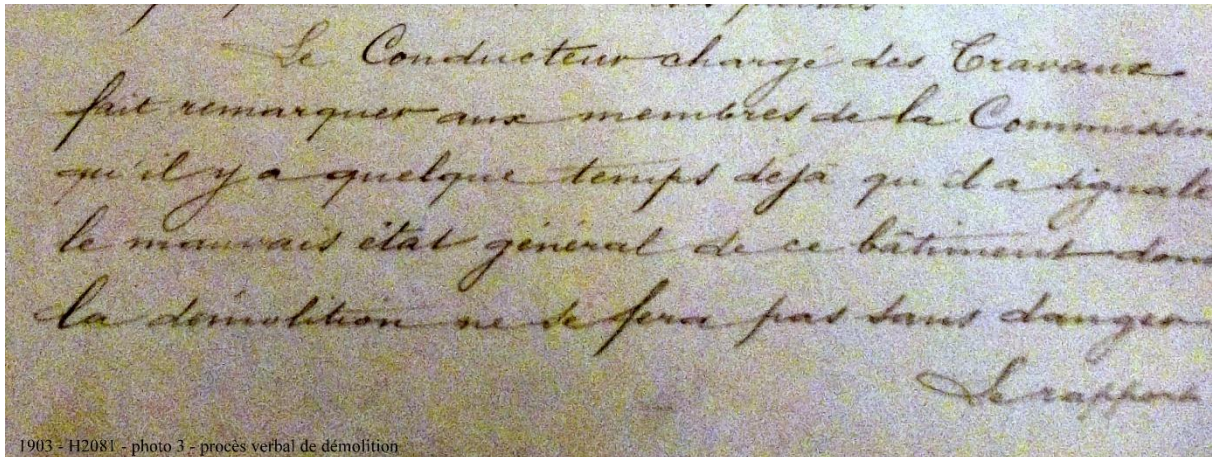 Le Conducteur chargé des Travaux
fait remarquer aux membres de la Commission
qu'il y a quelque temps déjà qu'il a signalé
le mauvais état général de ce bâtiment dont
la démolition ne se fera pas sans danger
Le rapport
1903 - H2081 - photo 3 - procès verbal de démolition